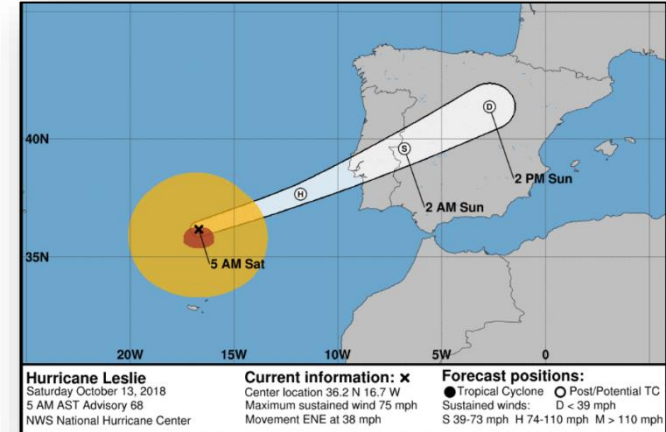 40N
35N
H
S
D
2 PM Sun
2 AM Sun
5 AM Sat
20W 15W 10W 5W 0
Hurricane Leslie
Saturday October 13, 2018
5 AM AST Advisory 68
NWS National Hurricane Center
Current information: ×
Center location 36.2 N 16.7 W
Maximum sustained wind 75 mph
Movement ENE at 38 mph
Forecast positions:
● Tropical Cyclone ○ Post/Potential TC
Sustained winds: D < 39 mph
S 39-73 mph H 74-110 mph M > 110 mph